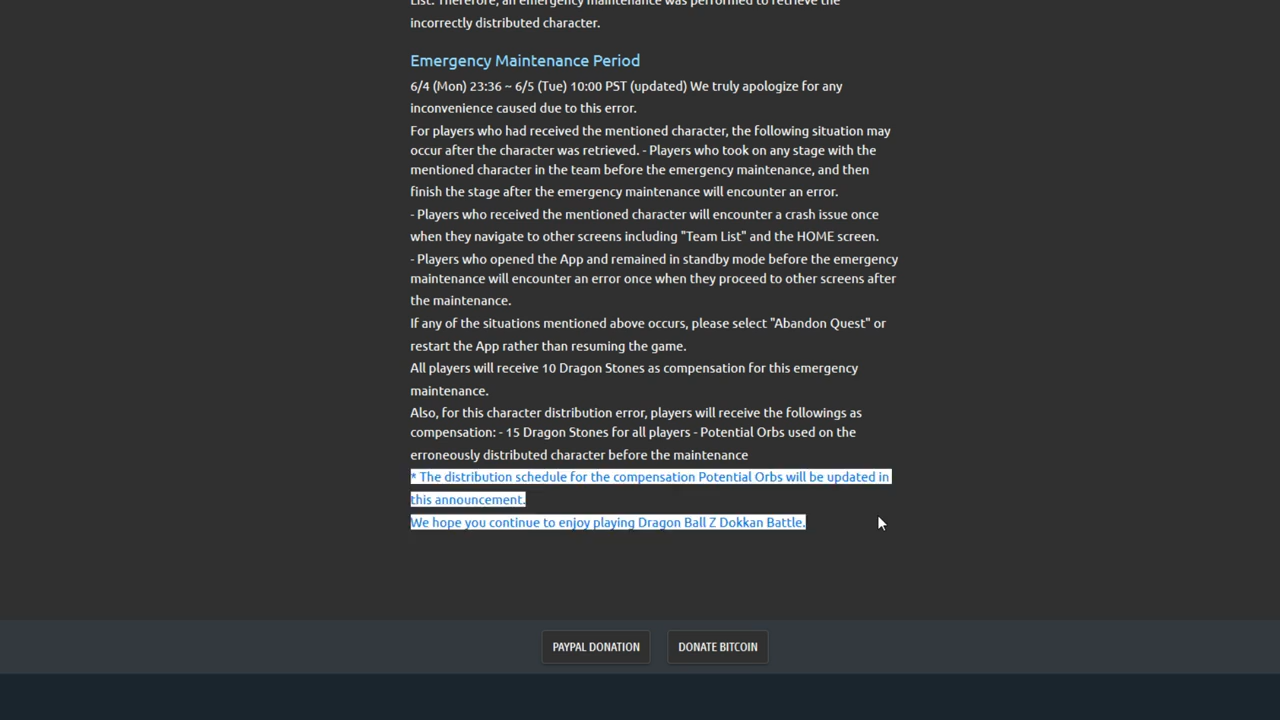 List. Therefore, an emergency maintenance was performed to retrieve the
incorrectly distributed character.
Emergency Maintenance Period
6/4 (Mon) 23:36 ~ 6/5 (Tue) 10:00 PST (updated) We truly apologize for any
inconvenience caused due to this error.
For players who had received the mentioned character, the following situation may
occur after the character was retrieved. - Players who took on any stage with the
mentioned character in the team before the emergency maintenance, and then
finish the stage after the emergency maintenance will encounter an error.
- Players who received the mentioned character will encounter a crash issue once
when they navigate to other screens including "Team List" and the HOME screen.
- Players who opened the App and remained in standby mode before the emergency
maintenance will encounter an error once when they proceed to other screens after
the maintenance.
If any of the situations mentioned above occurs, please select "Abandon Quest" or
restart the App rather than resuming the game.
All players will receive 10 Dragon Stones as compensation for this emergency
maintenance.
Also, for this character distribution error, players will receive the followings as
compensation: - 15 Dragon Stones for all players - Potential Orbs used on the
erroneously distributed character before the maintenance
* The distribution schedule for the compensation Potential Orbs will be updated in
this announcement.
We hope you continue to enjoy playing Dragon Ball Z Dokkan Battle.
PAYPAL DONATION
DONATE BITCOIN